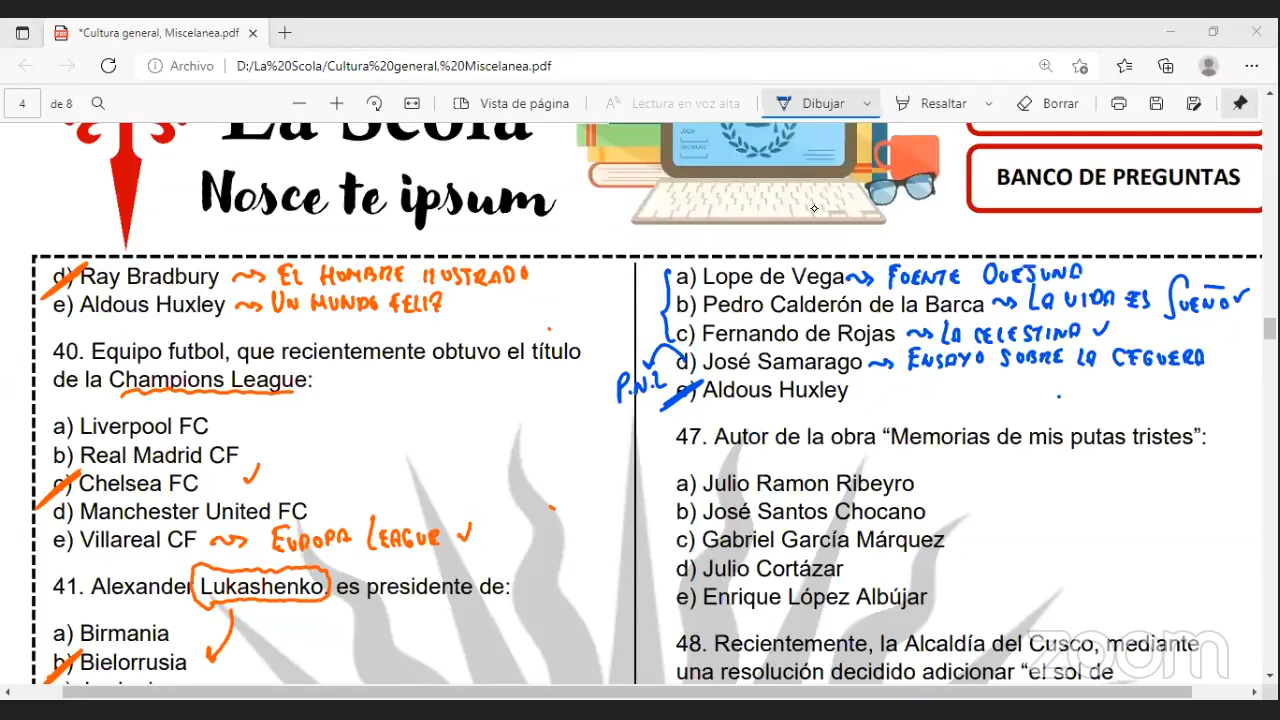 *Cultura general, Miscelanea.pdf
Archivo
D:/La%20Scola/Cultura%20general,%20Miscelanea.pdf
4 de 8
Vista de página
Lectura en voz alta
Dibujar
Resaltar
Borrar
La Scola
Nosce te ipsum
BANCO DE PREGUNTAS
d) Ray Bradbury EL HOMBRE ILUSTRADO
e) Aldous Huxley UN MUNDO FELIZ
40. Equipo futbol, que recientemente obtuvo el título
de la Champions League:
a) Liverpool FC
b) Real Madrid CF
c) Chelsea FC
d) Manchester United FC
e) Villareal CF EUROPA LEAGUE
41. Alexander Lukashenko. es presidente de:
a) Birmania
b) Bielorrusia
a) Lope de Vega FUENTE OVEJUNA
b) Pedro Calderón de la Barca LA VIDA ES SUEÑO
c) Fernando de Rojas LA CELESTINA
d) José Samarago ENSAYO SOBRE LA CEGUERA
P.N.L
e) Aldous Huxley
47. Autor de la obra “Memorias de mis putas tristes”:
a) Julio Ramon Ribeyro
b) José Santos Chocano
c) Gabriel García Márquez
d) Julio Cortázar
e) Enrique López Albújar
48. Recientemente, la Alcaldía del Cusco, mediante
una resolución decidido adicionar “el sol de
zoom